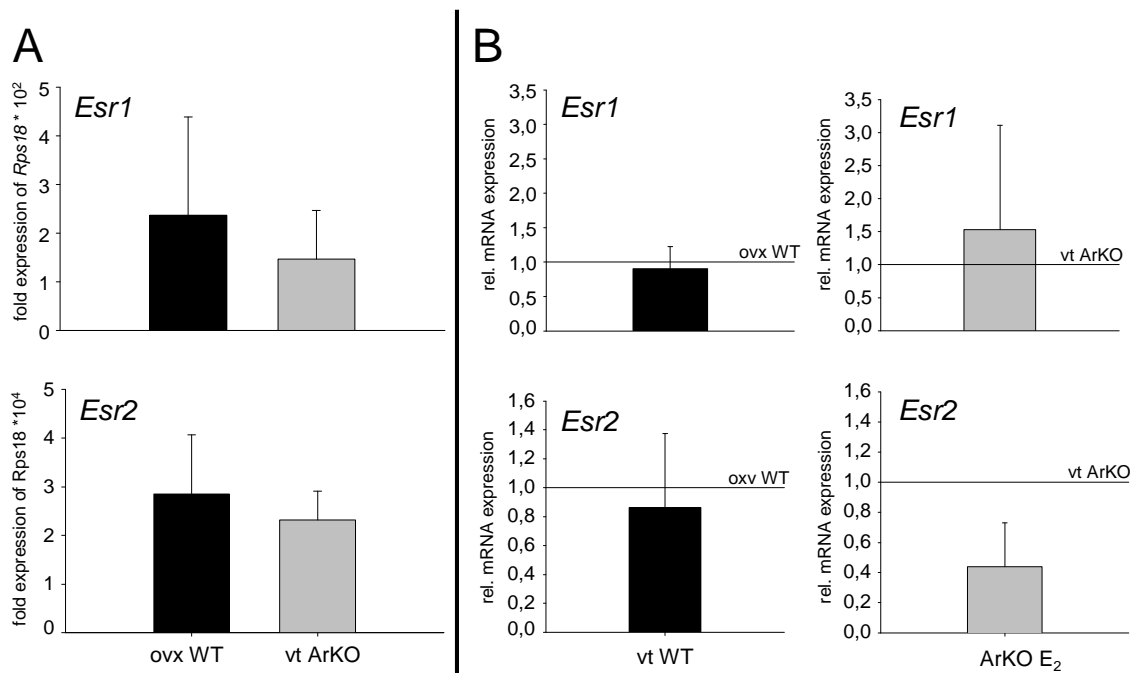 A
fold expression of Rps18 * 10²
Esr1
5
4
3
2
1
0
fold expression of Rps18 *10⁴
Esr2
5
4
3
2
1
0
ovx WT
vt ArKO
B
rel. mRNA expression
Esr1
3,5
3,0
2,5
2,0
1,5
1,0
0,5
0,0
ovx WT
rel. mRNA expression
Esr1
3,5
3,0
2,5
2,0
1,5
1,0
0,5
0,0
vt ArKO
rel. mRNA expression
Esr2
1,6
1,4
1,2
1,0
0,8
0,6
0,4
0,2
0,0
oxv WT
vt WT
rel. mRNA expression
Esr2
1,6
1,4
1,2
1,0
0,8
0,6
0,4
0,2
0,0
vt ArKO
ArKO E₂